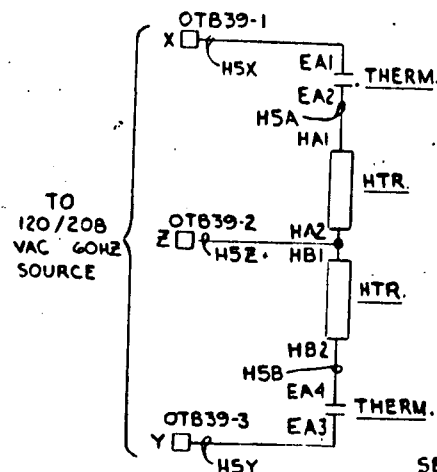 OTB39-1
X
H5X
EA1
THERM.
EA2
H5A
HA1
HTR.
TO
120/208
VAC 60HZ
SOURCE
OTB39-2
Z
H5Z
HA2
HB1
HTR.
HB2
H5B
EA4
THERM.
EA3
OTB39-3
Y
H5Y
SE